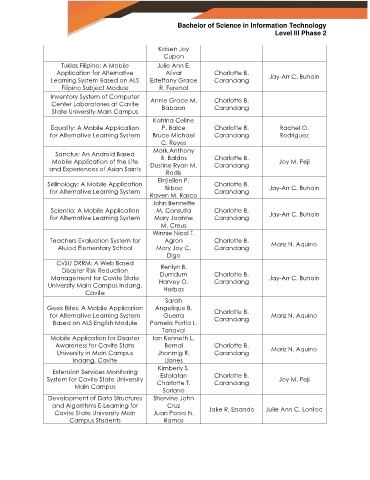 Bachelor of Science in Information Technology
Level III Phase 2
Kaisen Joy
Cupon
Tuklas Filipino: A Mobile
Application for Alternative
Learning System Based on ALS
Filipino Subject Module
Julie Ann E.
Alivar
Esteffany Grace
R. Ferenal
Charlotte B.
Carandang
Jay-Arr C. Buhain
Inventory System of Computer
Center Laboratories at Cavite
State University Main Campus
Annie Grace M.
Babaan
Charlotte B.
Carandang
Equality: A Mobile Application
for Alternative Learning System
Katrina Celline
P. Balce
Bruce Michael
C. Reyes
Charlotte B.
Carandang
Rachel O.
Rodriguez
Sanctus: An Android Based
Mobile Application of the Life
and Experiences of Asian Saints
Mark Anthony
B. Baldos
Dustine Ryan M.
Rodis
Charlotte B.
Carandang
Joy M. Peji
Skillnology: A Mobile Application
for Alternative Learning System
Bilbao
Raven M. Rasco
Charlotte B.
Carandang
Jay-Arr C. Buhain
Scientia: A Mobile Application
for Alternative Learning System
John Bennette
M. Consulta
Mary Joanne
M. Creus
Charlotte B.
Carandang
Jay-Arr C. Buhain
Teachers Evaluation System for
Alulod Elementary School
Winnie Nicol T.
Agron
Mary Joy C.
Digo
Charlotte B.
Carandang
Mariz N. Aquino
CvSU DRRM: A Web Based
Disaster Risk Reduction
Management for Cavite State
University Main Campus Indang,
Cavite
Renlyn B.
Dumdum
Harvey O.
Herbas
Charlotte B.
Carandang
Jay-Arr C. Buhain
Geek Bites: A Mobile Application
for Alternative Learning System
Based on ALS English Module
Sarah
Angelique B.
Guerra
Pamela Portia L.
Tanaval
Charlotte B.
Carandang
Mariz N. Aquino
Mobile Application for Disaster
Awareness for Cavite State
University in Main Campus
Indang, Cavite
Ian Kenneth L.
Bernal
Jhonmig R.
Llanes
Charlotte B.
Carandang
Mariz N. Aquino
Extension Services Monitoring
System for Cavite State University
Main Campus
Kimberly S.
Estolatan
Charlotte T.
Soriano
Charlotte B.
Carandang
Joy M. Peji
Development of Data Structures
and Algorithms E-Learning for
Cavite State University Main
Campus Students
Shervine John
Cruz
Juan Paolo N.
Ramos
Jake R. Ersando
Julie Ann C. Lontoc